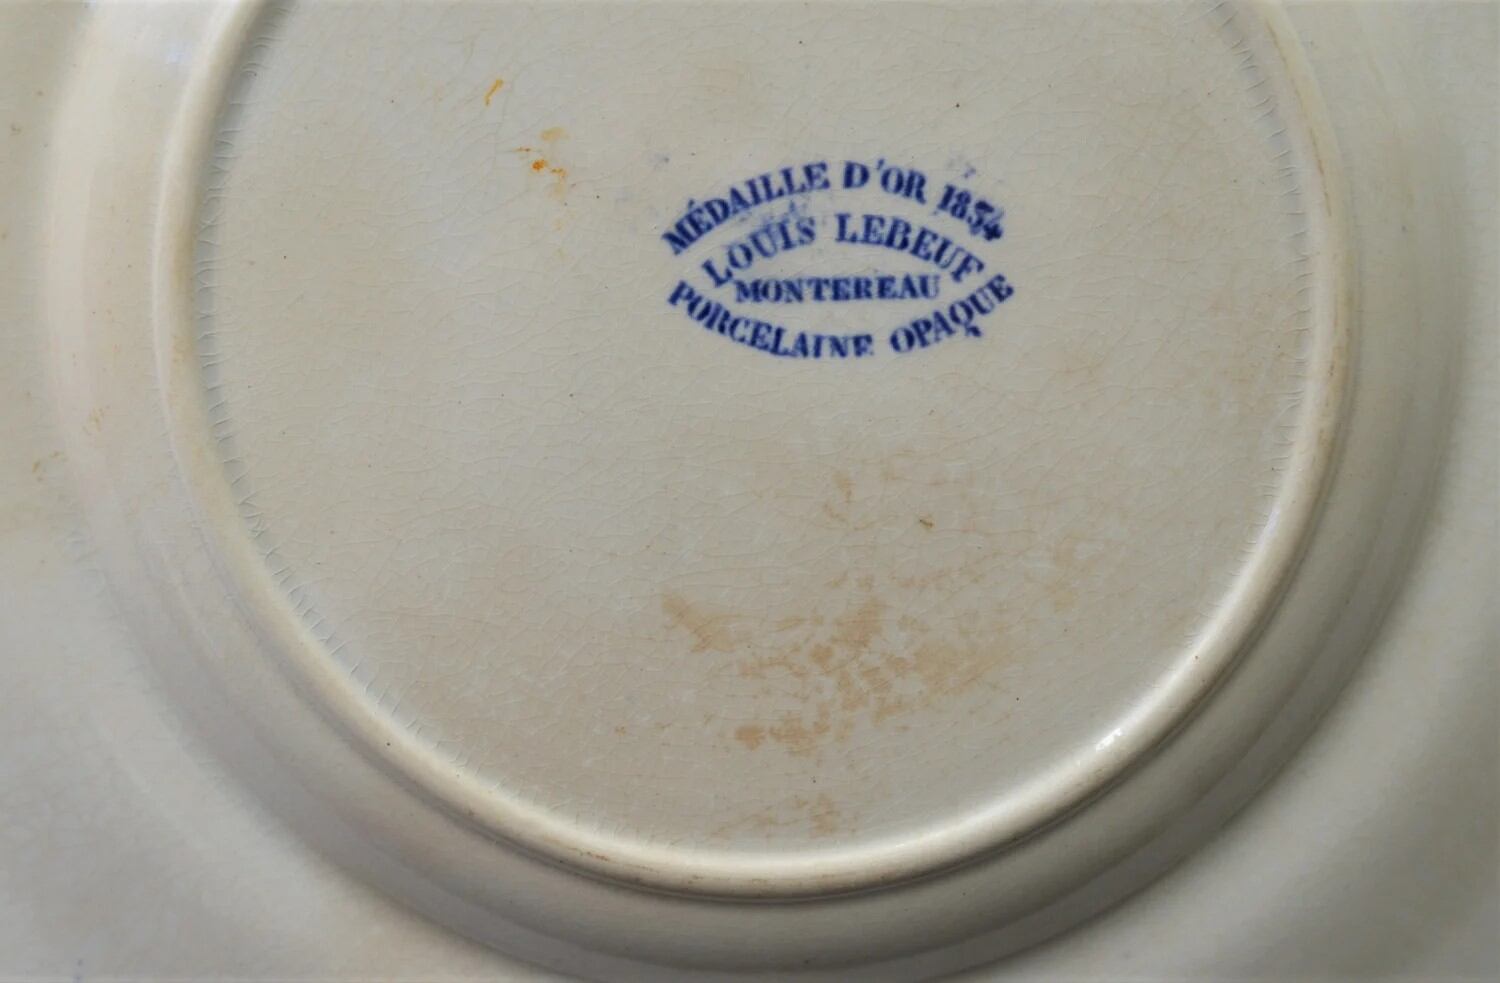 MÉDAILLE D'OR 1834
LOUIS LEBEUF
MONTEREAU
PORCELAINE OPAQUE